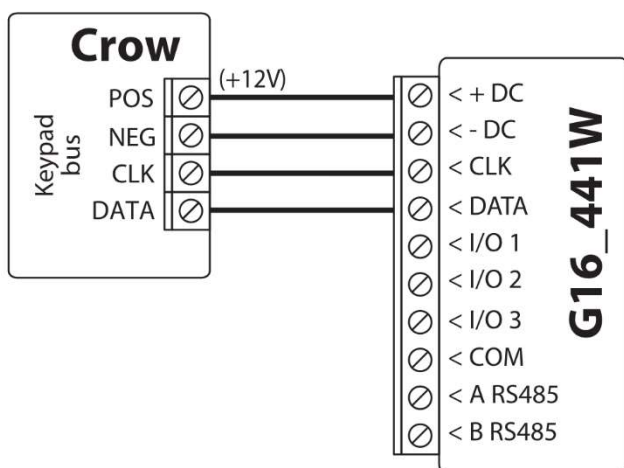 Crow
Keypad
bus
POS
NEG
CLK
DATA
(+12V)
< + DC
< - DC
< CLK
< DATA
< I/O 1
< I/O 2
< I/O 3
< COM
< A RS485
< B RS485
G16_441W